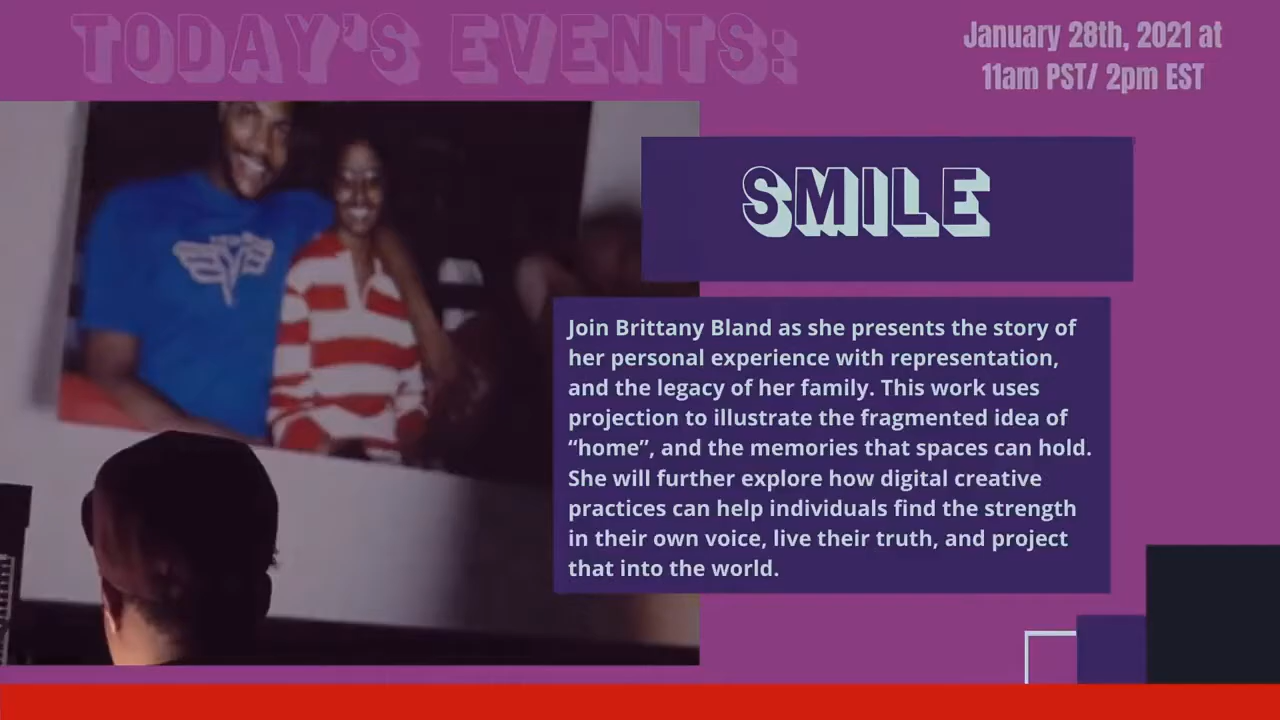 TODAY'S EVENTS:
January 28th, 2021 at
11am PST/ 2pm EST
SMILE
Join Brittany Bland as she presents the story of
her personal experience with representation,
and the legacy of her family. This work uses
projection to illustrate the fragmented idea of
“home”, and the memories that spaces can hold.
She will further explore how digital creative
practices can help individuals find the strength
in their own voice, live their truth, and project
that into the world.